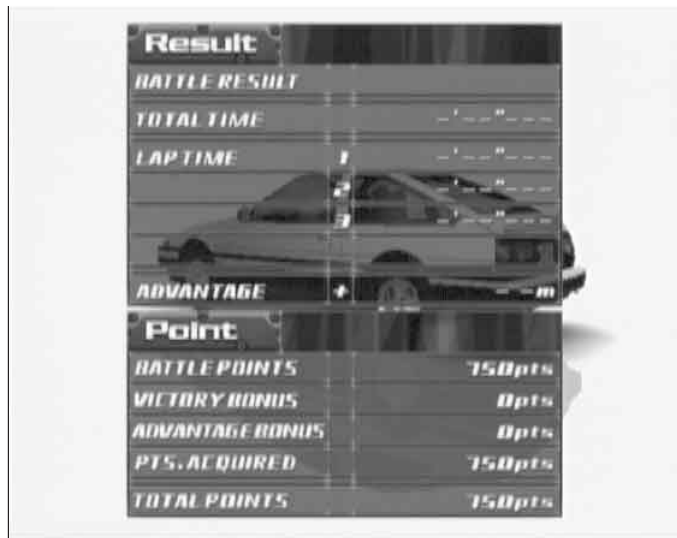 Result
BATTLE RESULT
TOTAL TIME -'--"---
LAP TIME 1 -'--"---
2 -'--"---
3 -'--"---
ADVANTAGE + --m
Point
BATTLE POINTS 750pts
VICTORY BONUS 0pts
ADVANTAGE BONUS 0pts
PTS. ACQUIRED 750pts
TOTAL POINTS 750pts